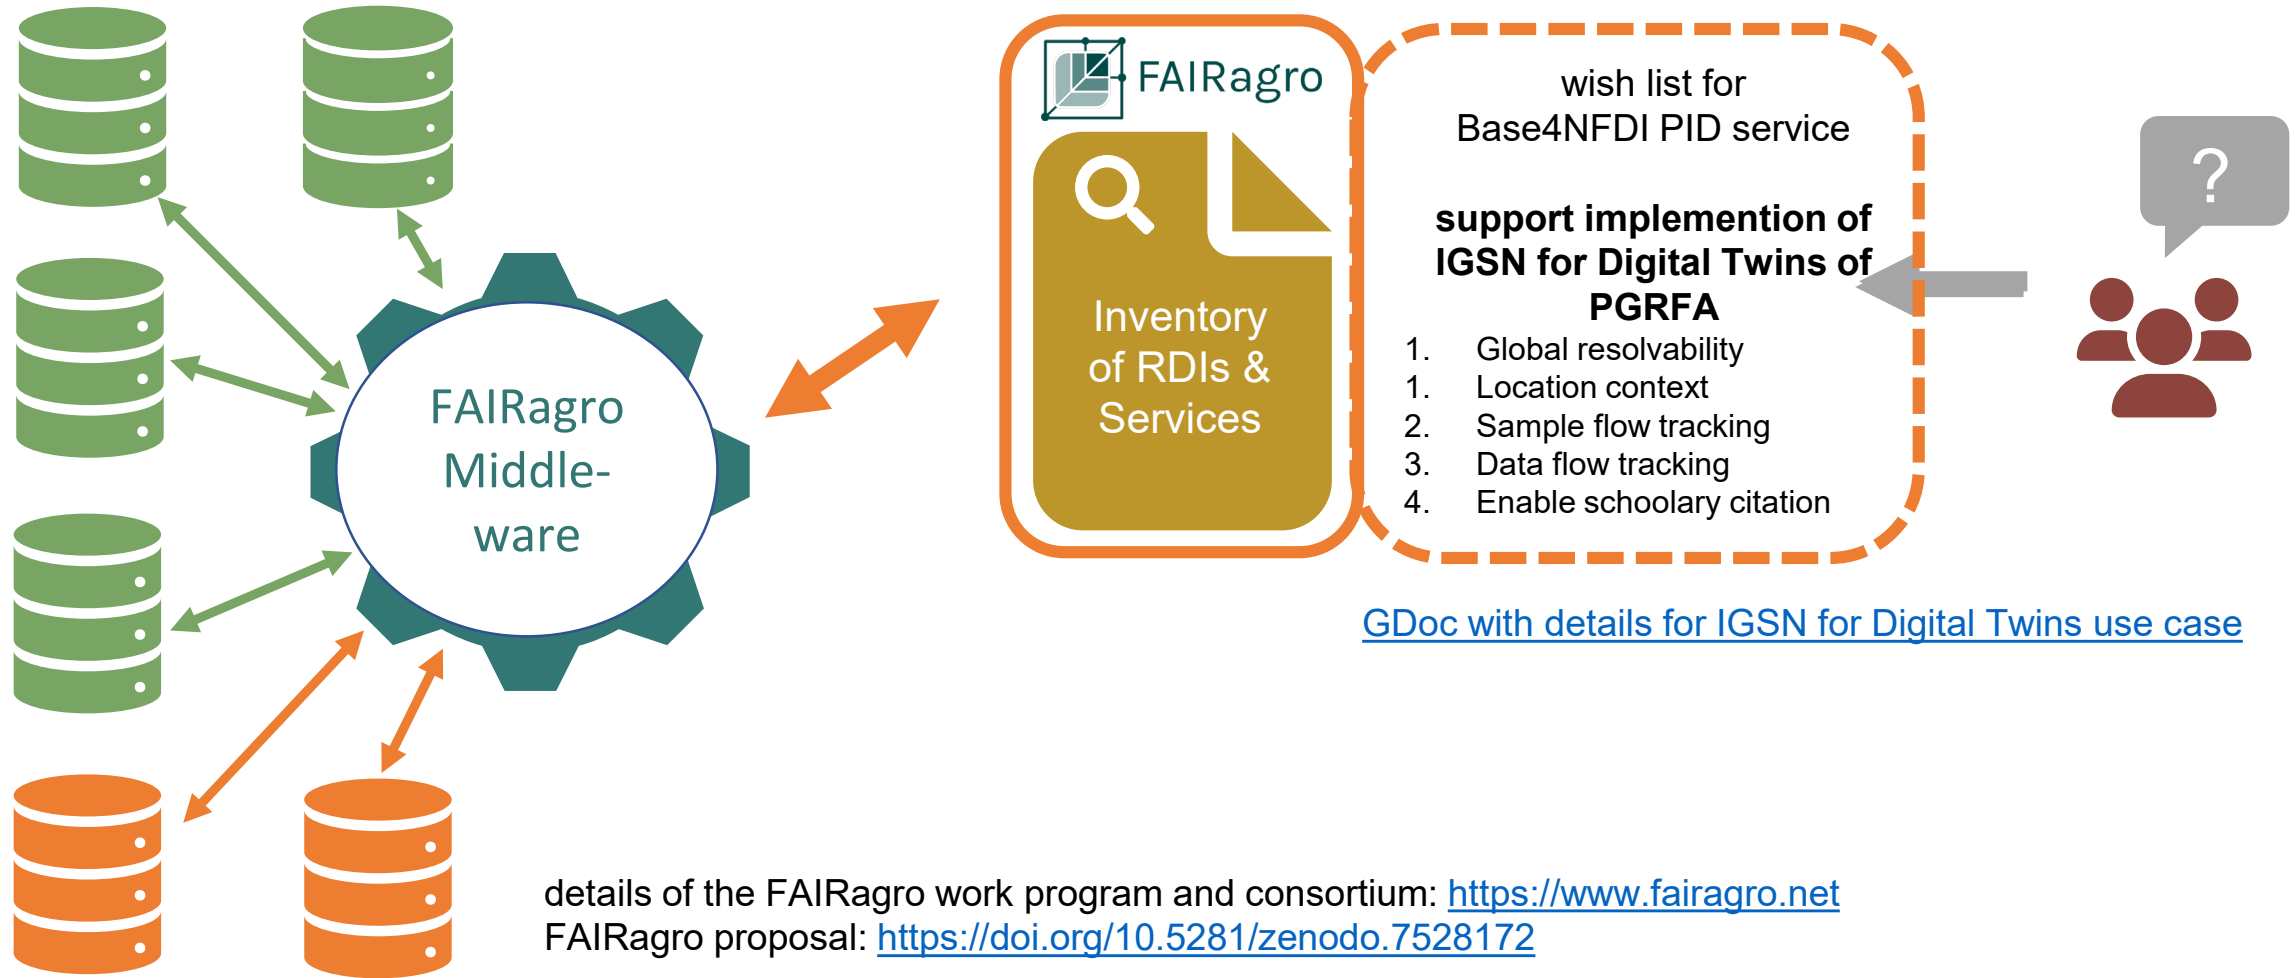 FAIRagro
Middle-
ware
FAIRagro
Inventory
of RDIs &
Services
wish list for
Base4NFDI PID service
support implemention of
IGSN for Digital Twins of
PGRFA
1. Global resolvability
1. Location context
2. Sample flow tracking
3. Data flow tracking
4. Enable schoolary citation
?
GDoc with details for IGSN for Digital Twins use case
details of the FAIRagro work program and consortium: https://www.fairagro.net
FAIRagro proposal: https://doi.org/10.5281/zenodo.7528172